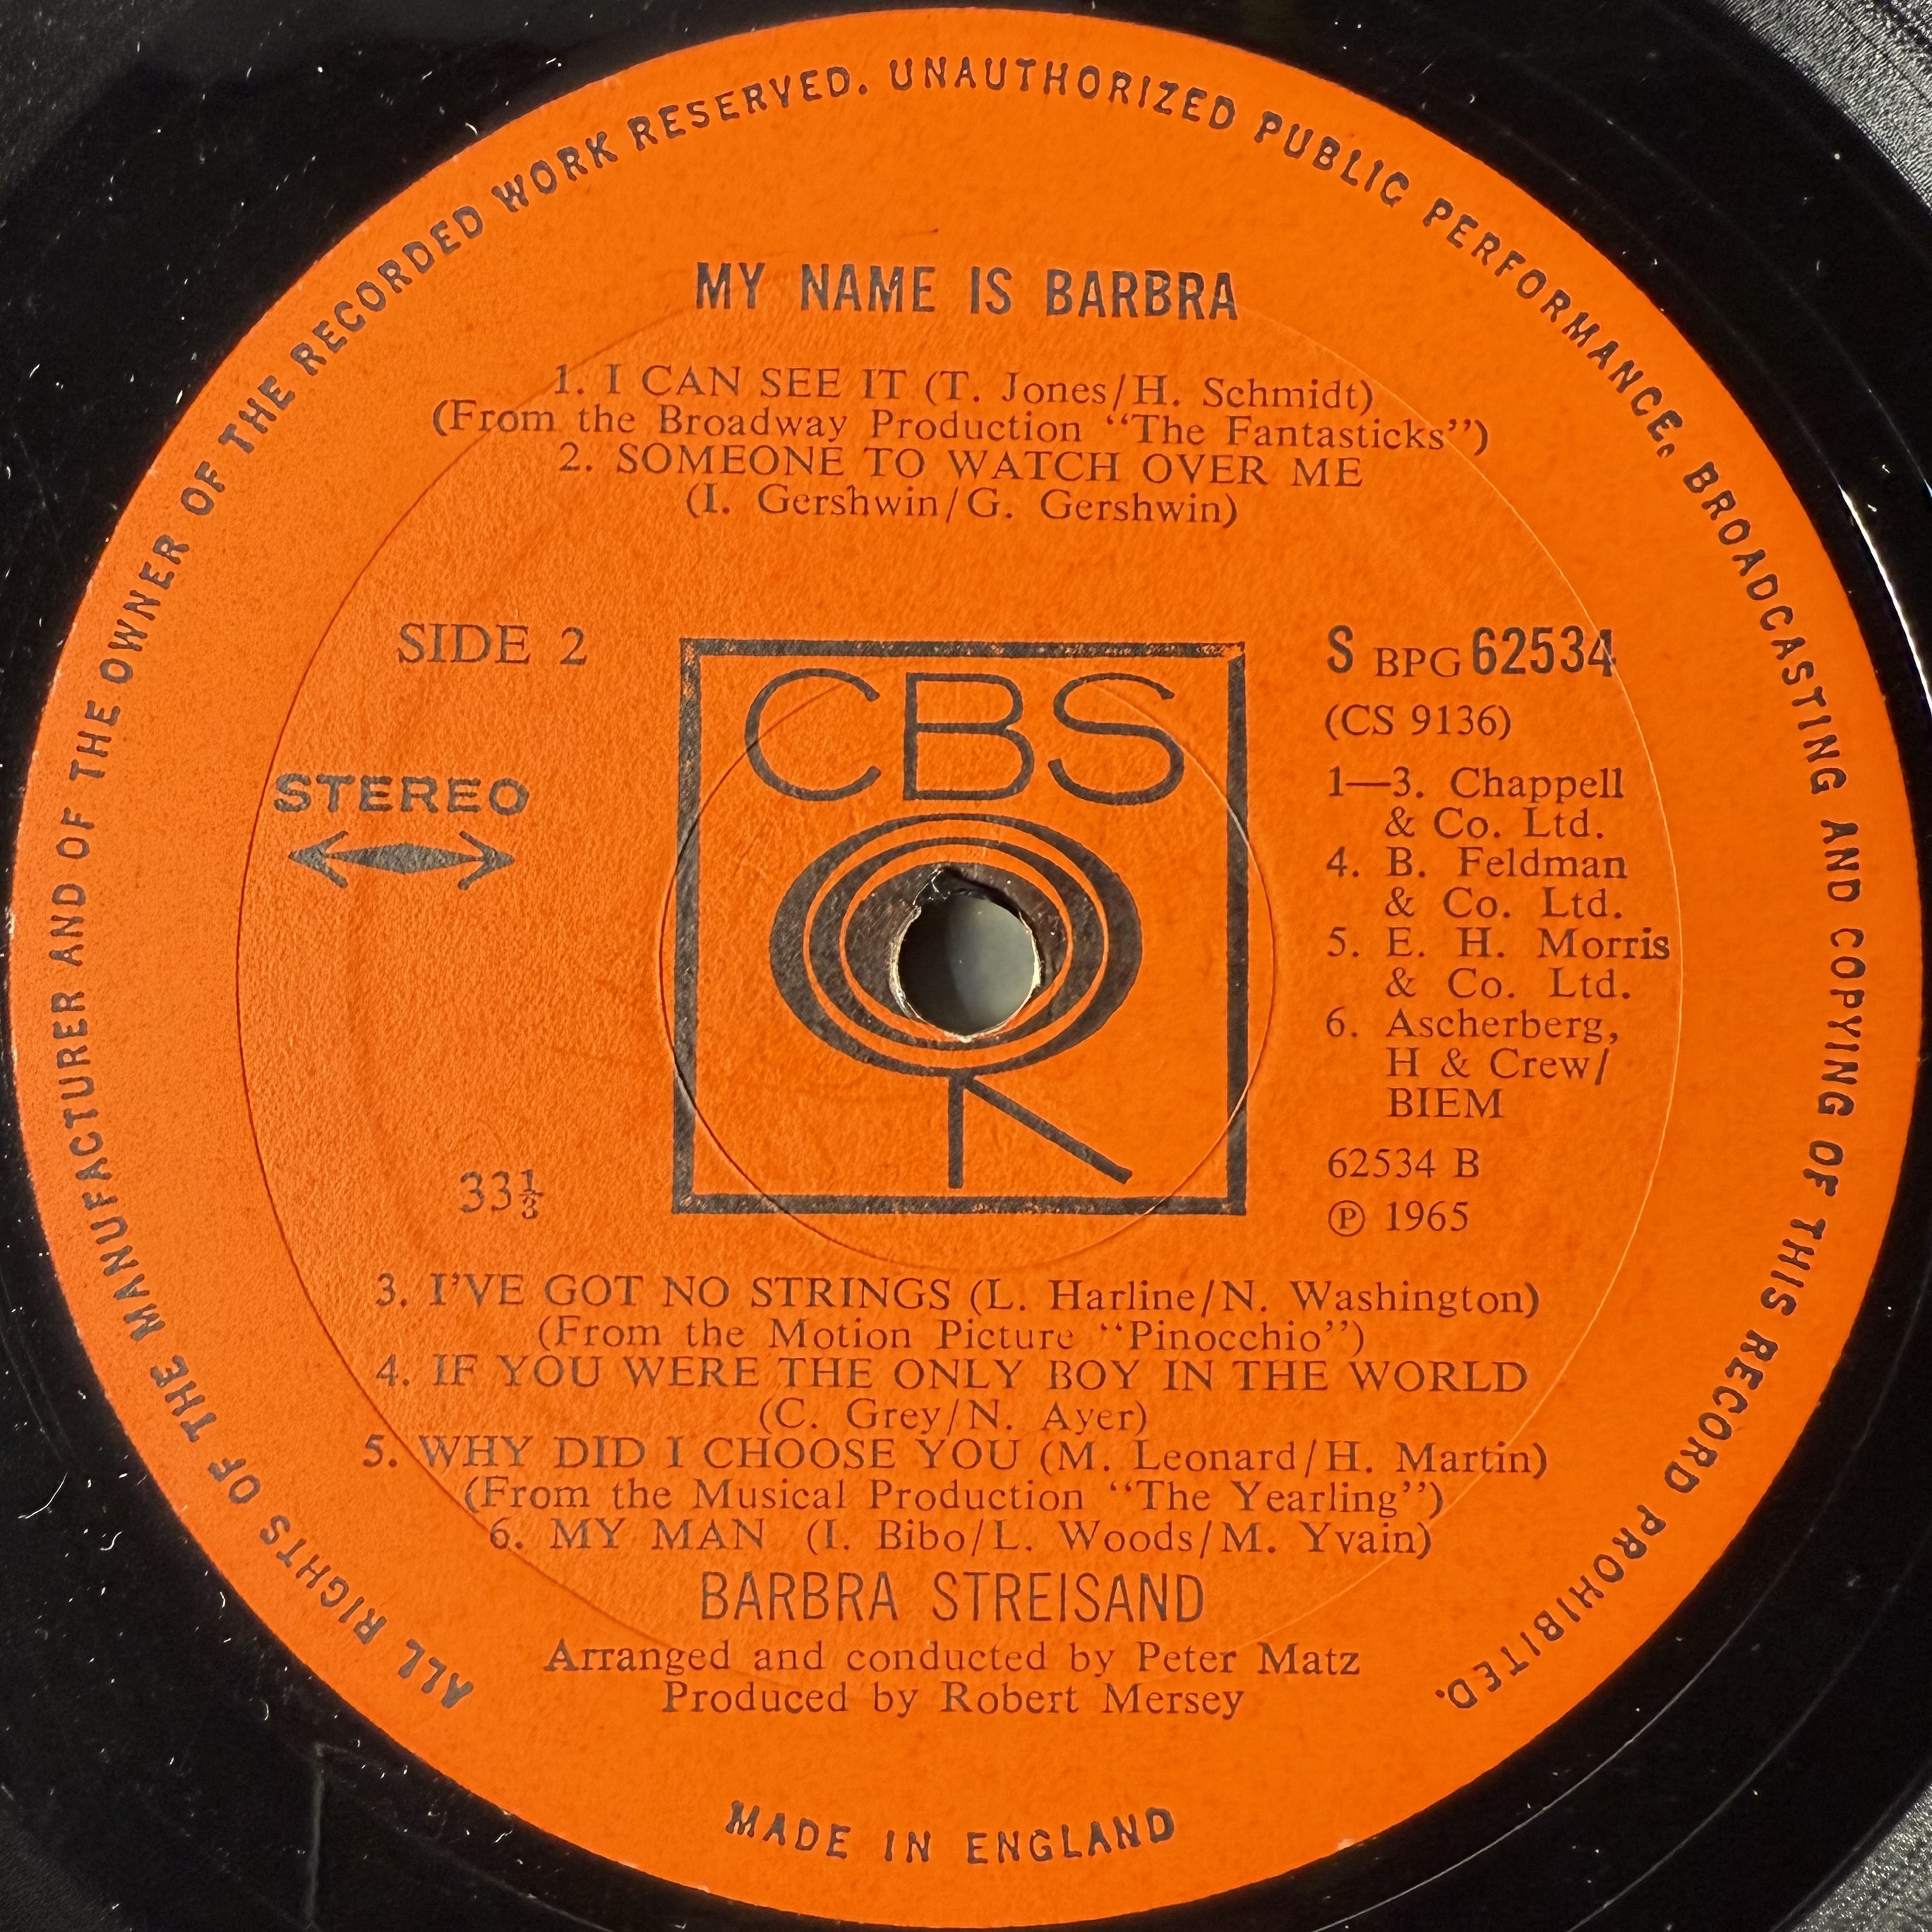 ALL RIGHTS OF THE MANUFACTURER AND OF THE OWNER OF THE RECORDED WORK RESERVED. UNAUTHORIZED PUBLIC PERFORMANCE, BROADCASTING AND COPYING OF THIS RECORD PROHIBITED.
MY NAME IS BARBRA
1. I CAN SEE IT (T. Jones/H. Schmidt)
(From the Broadway Production “The Fantasticks”)
2. SOMEONE TO WATCH OVER ME
(I. Gershwin/G. Gershwin)
SIDE 2
STEREO
33⅓
CBS
S BPG 62534
(CS 9136)
1—3. Chappell
& Co. Ltd.
4. B. Feldman
& Co. Ltd.
5. E. H. Morris
& Co. Ltd.
6. Ascherberg,
H & Crew/
BIEM
62534 B
℗ 1965
3. I'VE GOT NO STRINGS (L. Harline/N. Washington)
(From the Motion Picture “Pinocchio”)
4. IF YOU WERE THE ONLY BOY IN THE WORLD
(C. Grey/N. Ayer)
5. WHY DID I CHOOSE YOU (M. Leonard/H. Martin)
(From the Musical Production “The Yearling”)
6. MY MAN (I. Bibo/L. Woods/M. Yvain)
BARBRA STREISAND
Arranged and conducted by Peter Matz
Produced by Robert Mersey
MADE IN ENGLAND